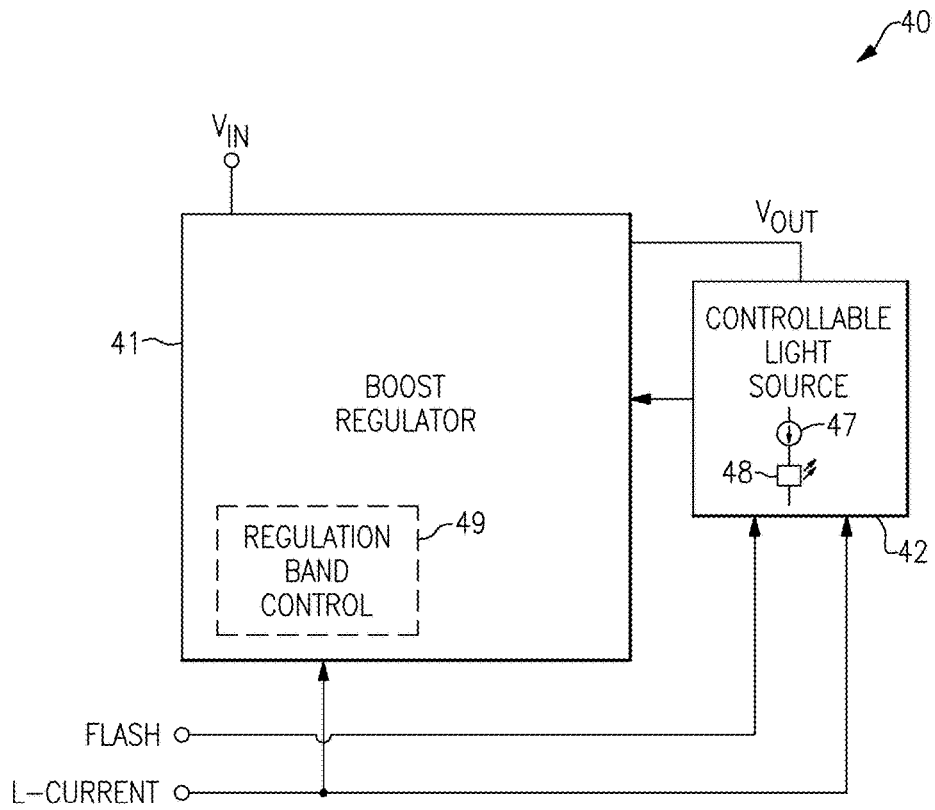 40
VIN
VOUT
41
BOOST
REGULATOR
CONTROLLABLE
LIGHT
SOURCE
47
48
42
49
REGULATION
BAND
CONTROL
FLASH
L-CURRENT